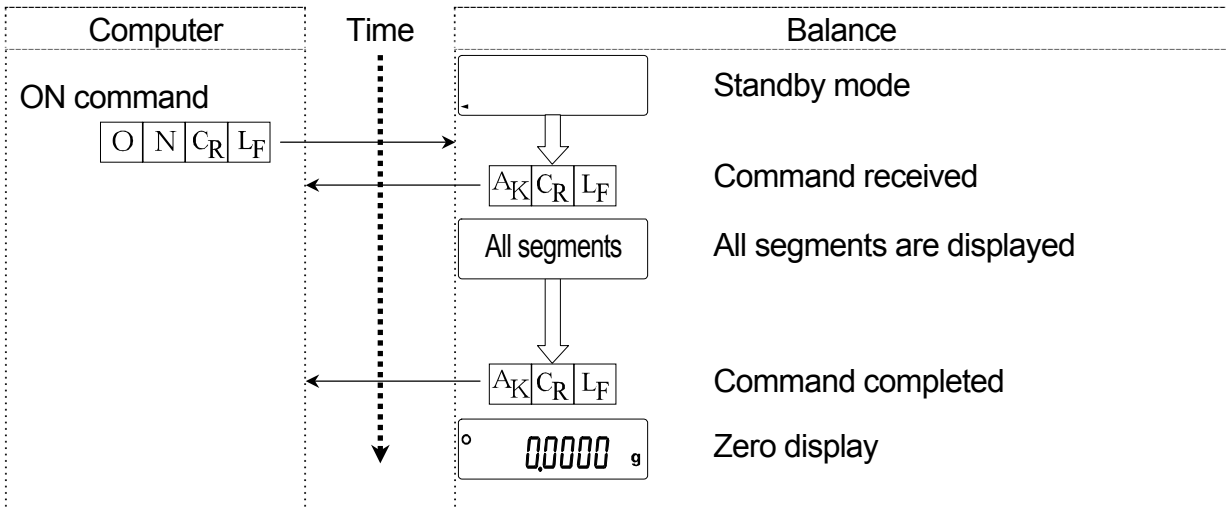 Computer Time Balance
Standby mode
ON command
O N CR LF
AK CR LF Command received
All segments All segments are displayed
AK CR LF Command completed
0.0000 g Zero display